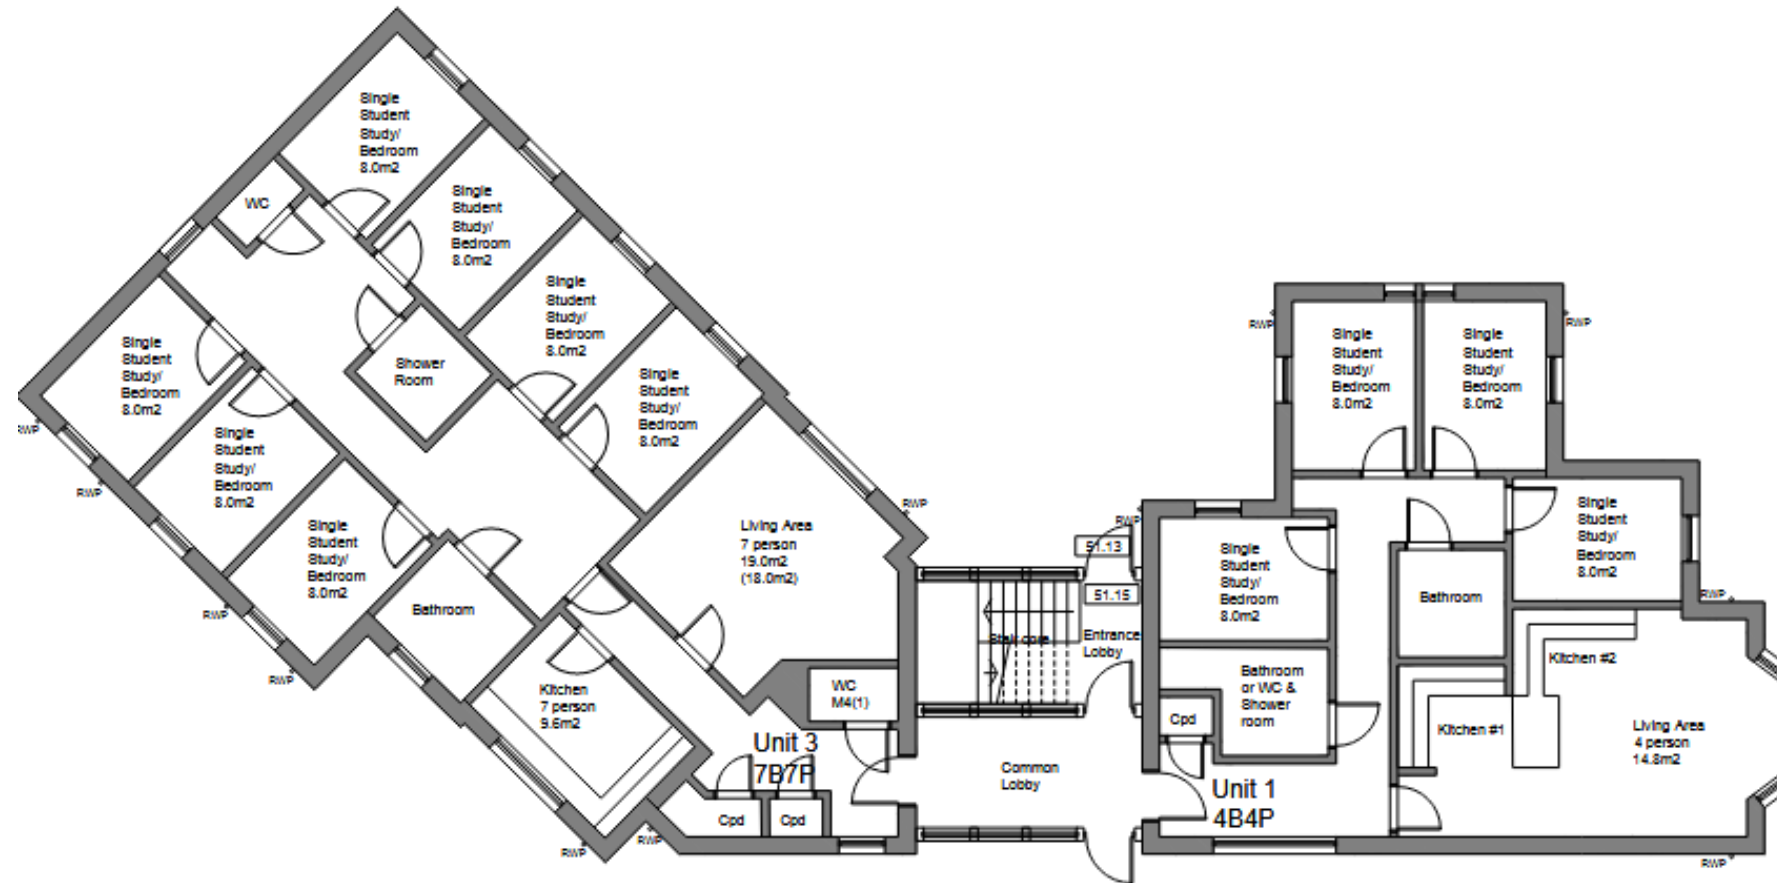 Single
Student
Study/
Bedroom
8.0m2
WC
Single
Student
Study/
Bedroom
8.0m2
Single
Student
Study/
Bedroom
8.0m2
Single
Student
Study/
Bedroom
8.0m2
Shower
Room
Single
Student
Study/
Bedroom
8.0m2
RWP
Single
Student
Study/
Bedroom
8.0m2
RWP
Single
Student
Study/
Bedroom
8.0m2
RWP
RWP
Bathroom
Living Area
7 person
19.0m2
(18.0m2)
RWP
Kitchen
7 person
9.6m2
WC
M4(1)
Unit 3
7B7P
Cpd
Cpd
RWP
RWP
51.13
51.15
Stair core
Entrance
Lobby
Common
Lobby
RWP
RWP
Single
Student
Study/
Bedroom
8.0m2
Single
Student
Study/
Bedroom
8.0m2
RWP
Single
Student
Study/
Bedroom
8.0m2
Single
Student
Study/
Bedroom
8.0m2
RWP
Bathroom
Bathroom
or WC &
Shower
room
Cpd
Kitchen #2
Kitchen #1
Living Area
4 person
14.8m2
Unit 1
4B4P
RWP